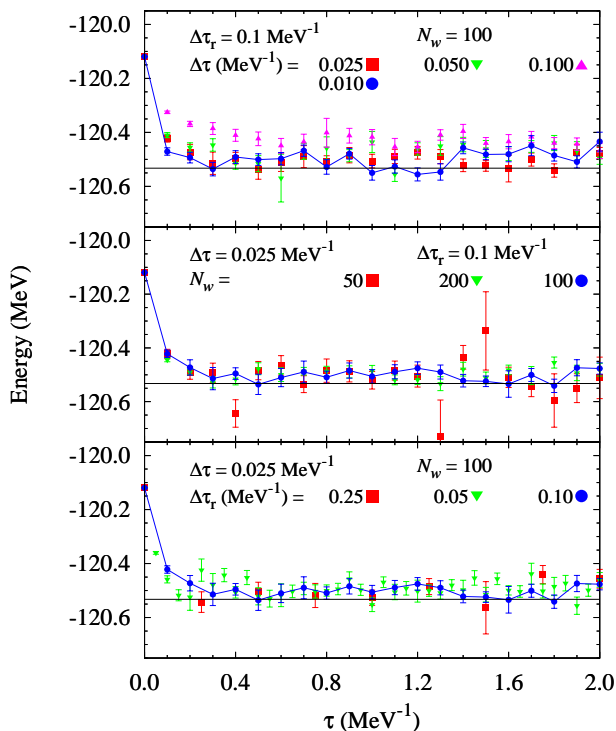 -120.0
-120.2
-120.4
-120.6
Δτr = 0.1 MeV-1 Nw = 100
Δτ (MeV-1) = 0.025 0.050 0.100
0.010
-120.0
-120.2
-120.4
-120.6
Δτ = 0.025 MeV-1 Δτr = 0.1 MeV-1
Nw = 50 200 100
Energy (MeV)
-120.0
-120.2
-120.4
-120.6
Δτ = 0.025 MeV-1 Nw = 100
Δτr (MeV-1) = 0.25 0.05 0.10
0.0 0.4 0.8 1.2 1.6 2.0
τ (MeV-1)